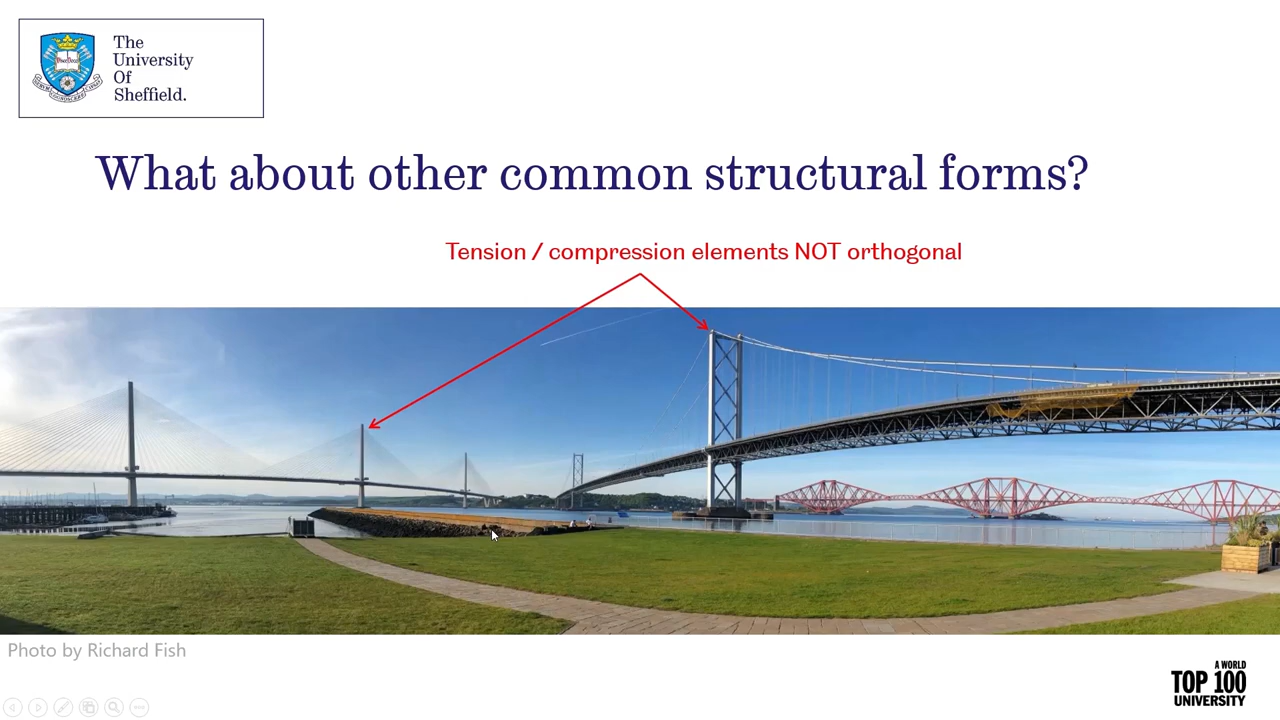 The
University
Of
Sheffield.
What about other common structural forms?
Tension / compression elements NOT orthogonal
Photo by Richard Fish
A WORLD
TOP 100
UNIVERSITY